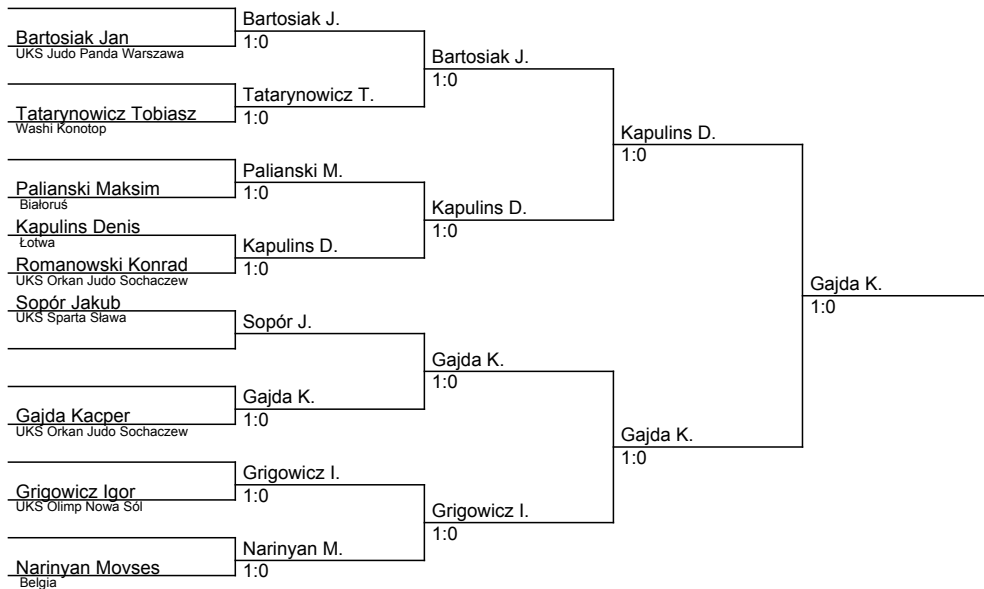 Bartosiak Jan
UKS Judo Panda Warszawa
Tatarynowicz Tobiasz
Washi Konotop
Palianski Maksim
Białoruś
Kapulins Denis
Łotwa
Romanowski Konrad
UKS Orkan Judo Sochaczew
Sopór Jakub
UKS Sparta Sława
Gajda Kacper
UKS Orkan Judo Sochaczew
Grigowicz Igor
UKS Olimp Nowa Sól
Narinyan Movses
Belgia
Bartosiak J.
1:0
Tatarynowicz T.
1:0
Palianski M.
1:0
Kapulins D.
1:0
Sopór J.
Gajda K.
1:0
Grigowicz I.
1:0
Narinyan M.
1:0
Bartosiak J.
1:0
Kapulins D.
1:0
Gajda K.
1:0
Grigowicz I.
1:0
Kapulins D.
1:0
Gajda K.
1:0
Gajda K.
1:0